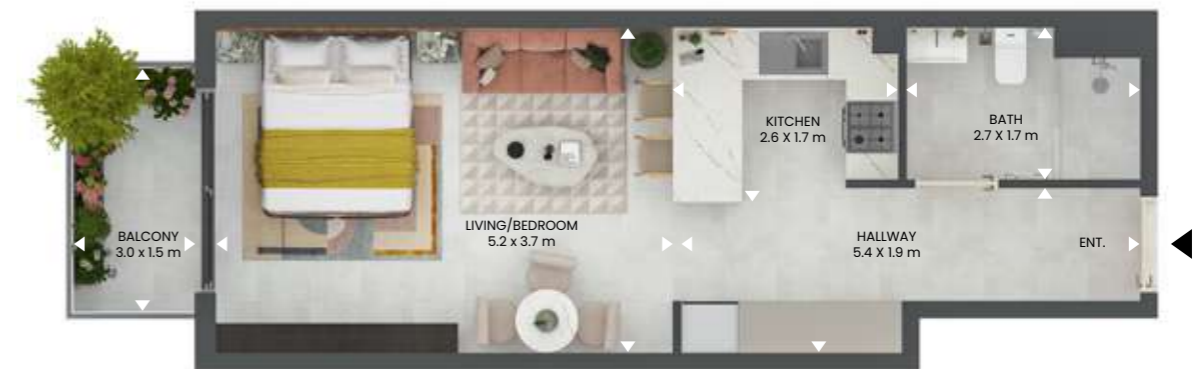 KITCHEN
2.6 X 1.7 m
BATH
2.7 X 1.7 m
LIVING/BEDROOM
5.2 x 3.7 m
BALCONY
3.0 x 1.5 m
HALLWAY
5.4 X 1.9 m
ENT.